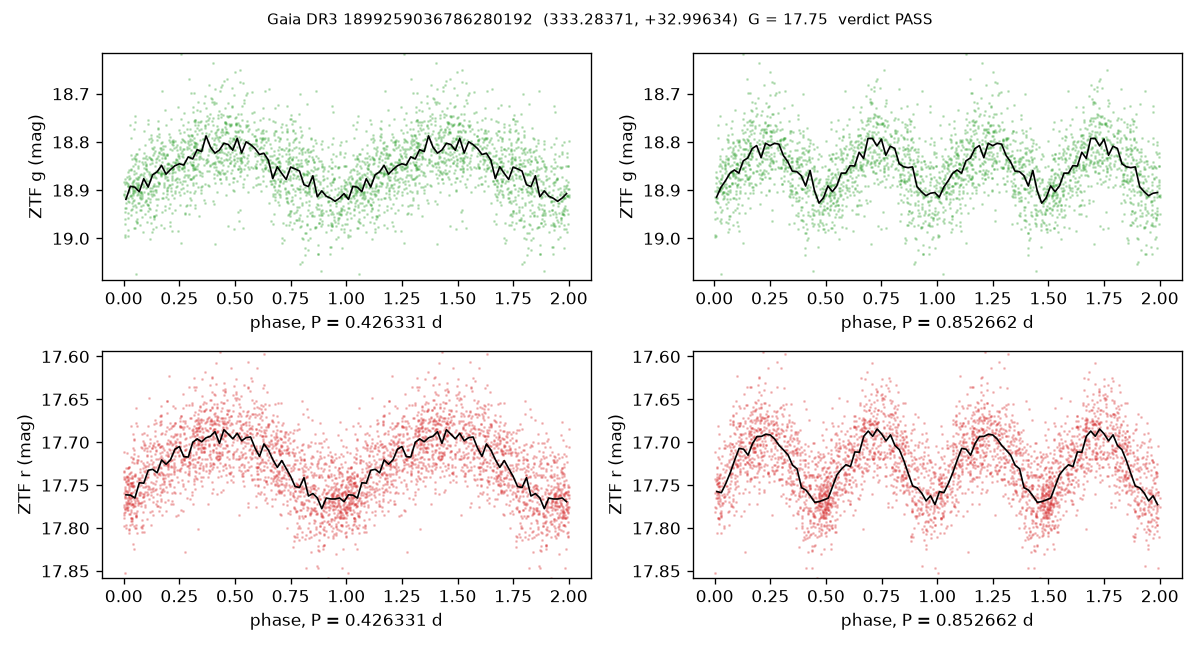 Gaia DR3 1899259036786280192 (333.28371, +32.99634) G = 17.75 verdict PASS
ZTF g (mag)
18.7
18.8
18.9
19.0
0.00 0.25 0.50 0.75 1.00 1.25 1.50 1.75 2.00
phase, P = 0.426331 d
ZTF g (mag)
18.7
18.8
18.9
19.0
0.00 0.25 0.50 0.75 1.00 1.25 1.50 1.75 2.00
phase, P = 0.852662 d
ZTF r (mag)
17.60
17.65
17.70
17.75
17.80
17.85
0.00 0.25 0.50 0.75 1.00 1.25 1.50 1.75 2.00
phase, P = 0.426331 d
ZTF r (mag)
17.60
17.65
17.70
17.75
17.80
17.85
0.00 0.25 0.50 0.75 1.00 1.25 1.50 1.75 2.00
phase, P = 0.852662 d